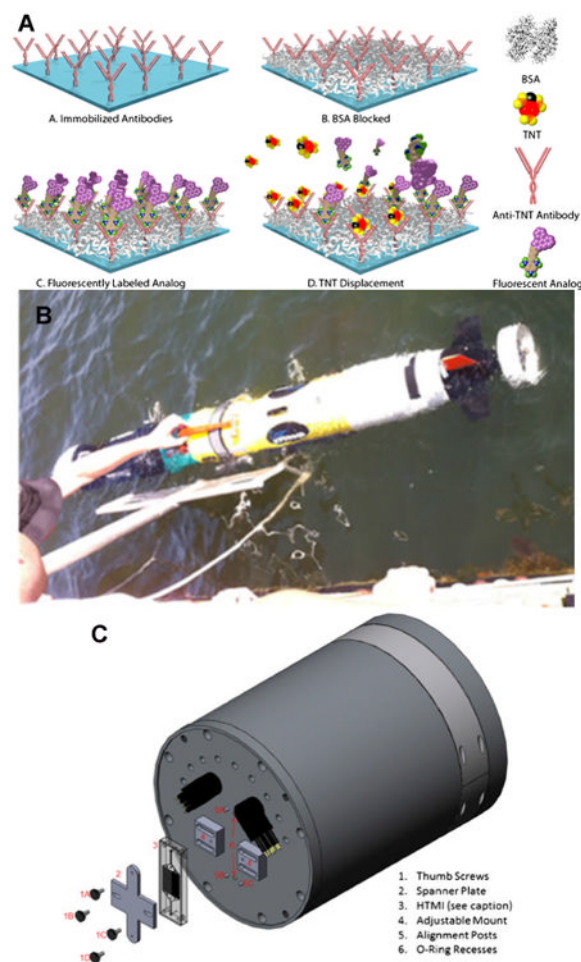 A
A. Immobilized Antibodies
B. BSA Blocked
BSA
TNT
Anti-TNT Antibody
C. Fluorescently Labeled Analog
D. TNT Displacement
Fluorescent Analog
B
C
3
2
1A
1B
1C
1D
4
4
1. Thumb Screws
2. Spanner Plate
3. HTMI (see caption)
4. Adjustable Mount
5. Alignment Posts
6. O-Ring Recesses